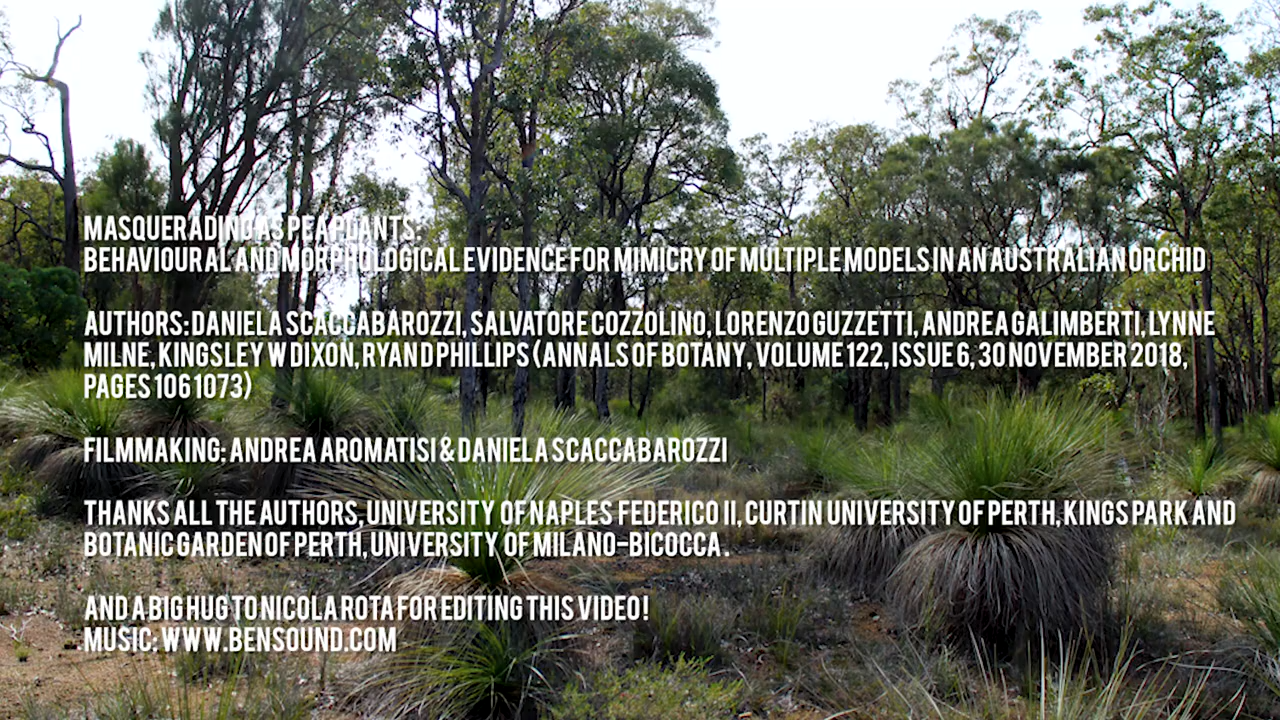 MASQUERADING AS PEA PLANTS:
BEHAVIOURAL AND MORPHOLOGICAL EVIDENCE FOR MIMICRY OF MULTIPLE MODELS IN AN AUSTRALIAN ORCHID
AUTHORS: DANIELA SCACCABAROZZI, SALVATORE COZZOLINO, LORENZO GUZZETTI, ANDREA GALIMBERTI, LYNNE
MILNE, KINGSLEY W DIXON, RYAN D PHILLIPS (ANNALS OF BOTANY, VOLUME 122, ISSUE 6, 30 NOVEMBER 2018,
PAGES 106 1073)
FILMMAKING: ANDREA AROMATISI & DANIELA SCACCABAROZZI
THANKS ALL THE AUTHORS, UNIVERSITY OF NAPLES FEDERICO II, CURTIN UNIVERSITY OF PERTH, KINGS PARK AND
BOTANIC GARDEN OF PERTH, UNIVERSITY OF MILANO-BICOCCA.
AND A BIG HUG TO NICOLA ROTA FOR EDITING THIS VIDEO!
MUSIC: WWW.BENSOUND.COM